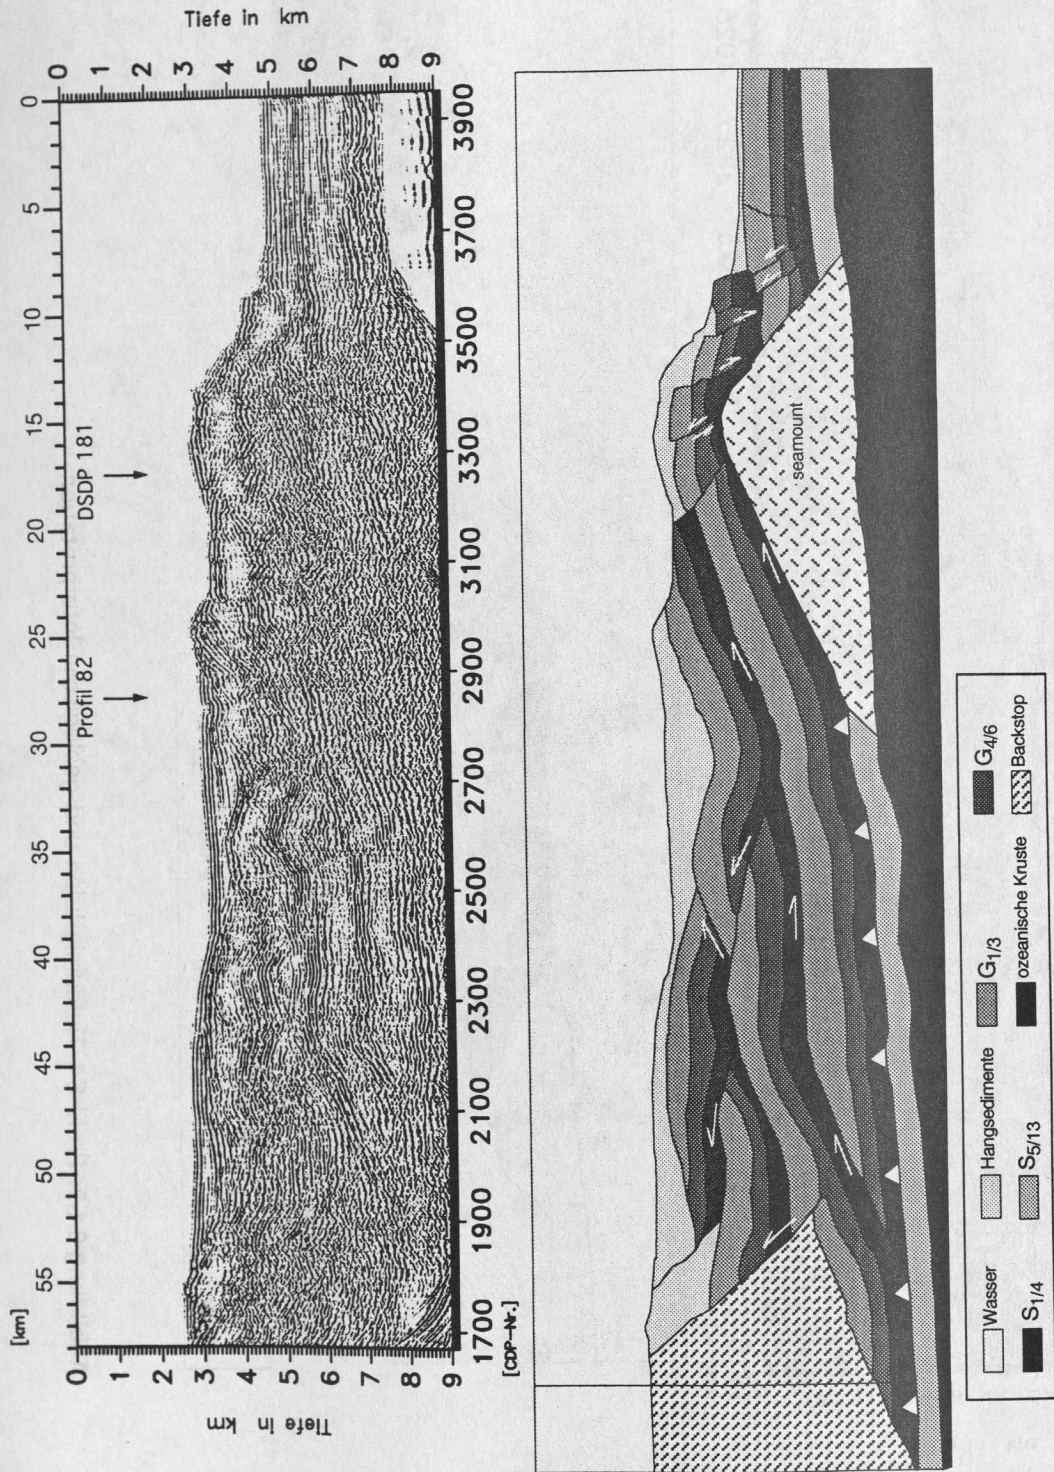 Tiefe in km
0 1 2 3 4 5 6 7 8 9
[km]
55 50 45 40 35 30 25 20 15 10 5 0
Profil 82
DSDP 181
Tiefe in km
0 1 2 3 4 5 6 7 8 9
[CDP-Nr.]
1700 1900 2100 2300 2500 2700 2900 3100 3300 3500 3700 3900
seamount
Wasser
Hangsedimente
G1/3
G4/6
S1/4
S5/13
ozeanische Kruste
Backstop